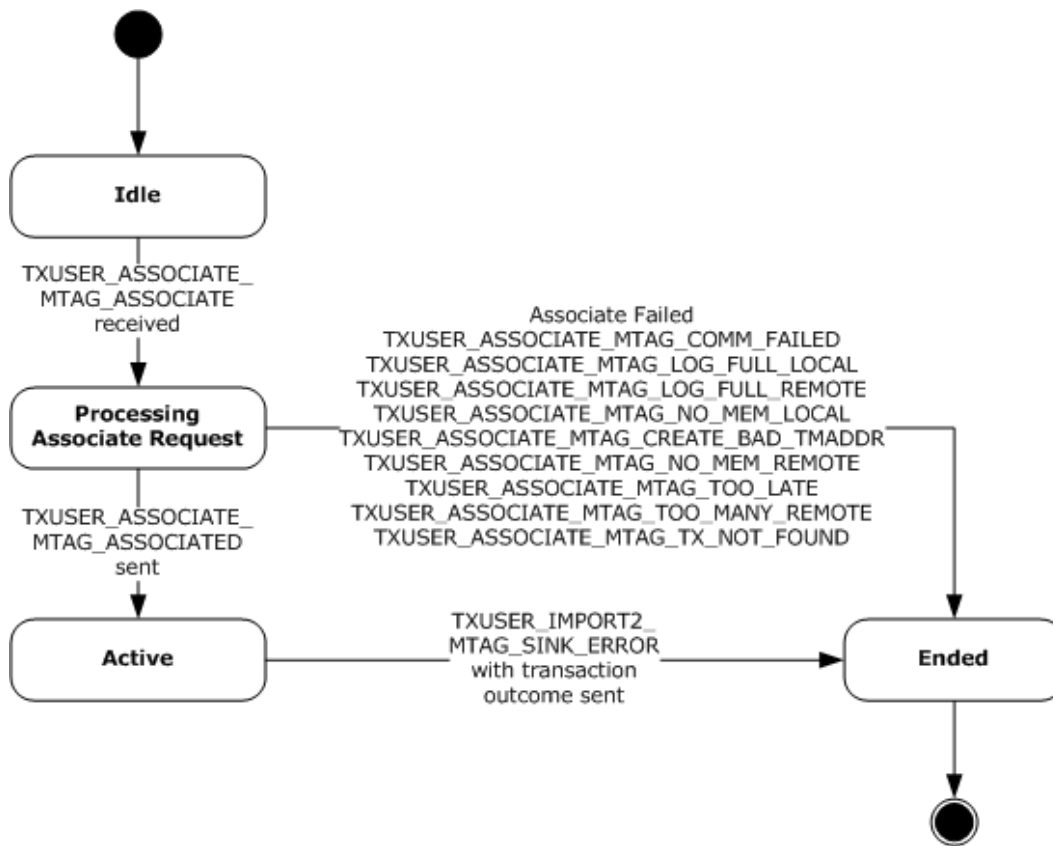 Idle
TXUSER_ASSOCIATE_
MTAG_ASSOCIATE
received
Associate Failed
TXUSER_ASSOCIATE_MTAG_COMM_FAILED
TXUSER_ASSOCIATE_MTAG_LOG_FULL_LOCAL
TXUSER_ASSOCIATE_MTAG_LOG_FULL_REMOTE
TXUSER_ASSOCIATE_MTAG_NO_MEM_LOCAL
TXUSER_ASSOCIATE_MTAG_CREATE_BAD_TMADDR
TXUSER_ASSOCIATE_MTAG_NO_MEM_REMOTE
TXUSER_ASSOCIATE_MTAG_TOO_LATE
TXUSER_ASSOCIATE_MTAG_TOO_MANY_REMOTE
TXUSER_ASSOCIATE_MTAG_TX_NOT_FOUND
Processing
Associate Request
TXUSER_ASSOCIATE_
MTAG_ASSOCIATED
sent
Active
TXUSER_IMPORT2_
MTAG_SINK_ERROR
with transaction
outcome sent
Ended